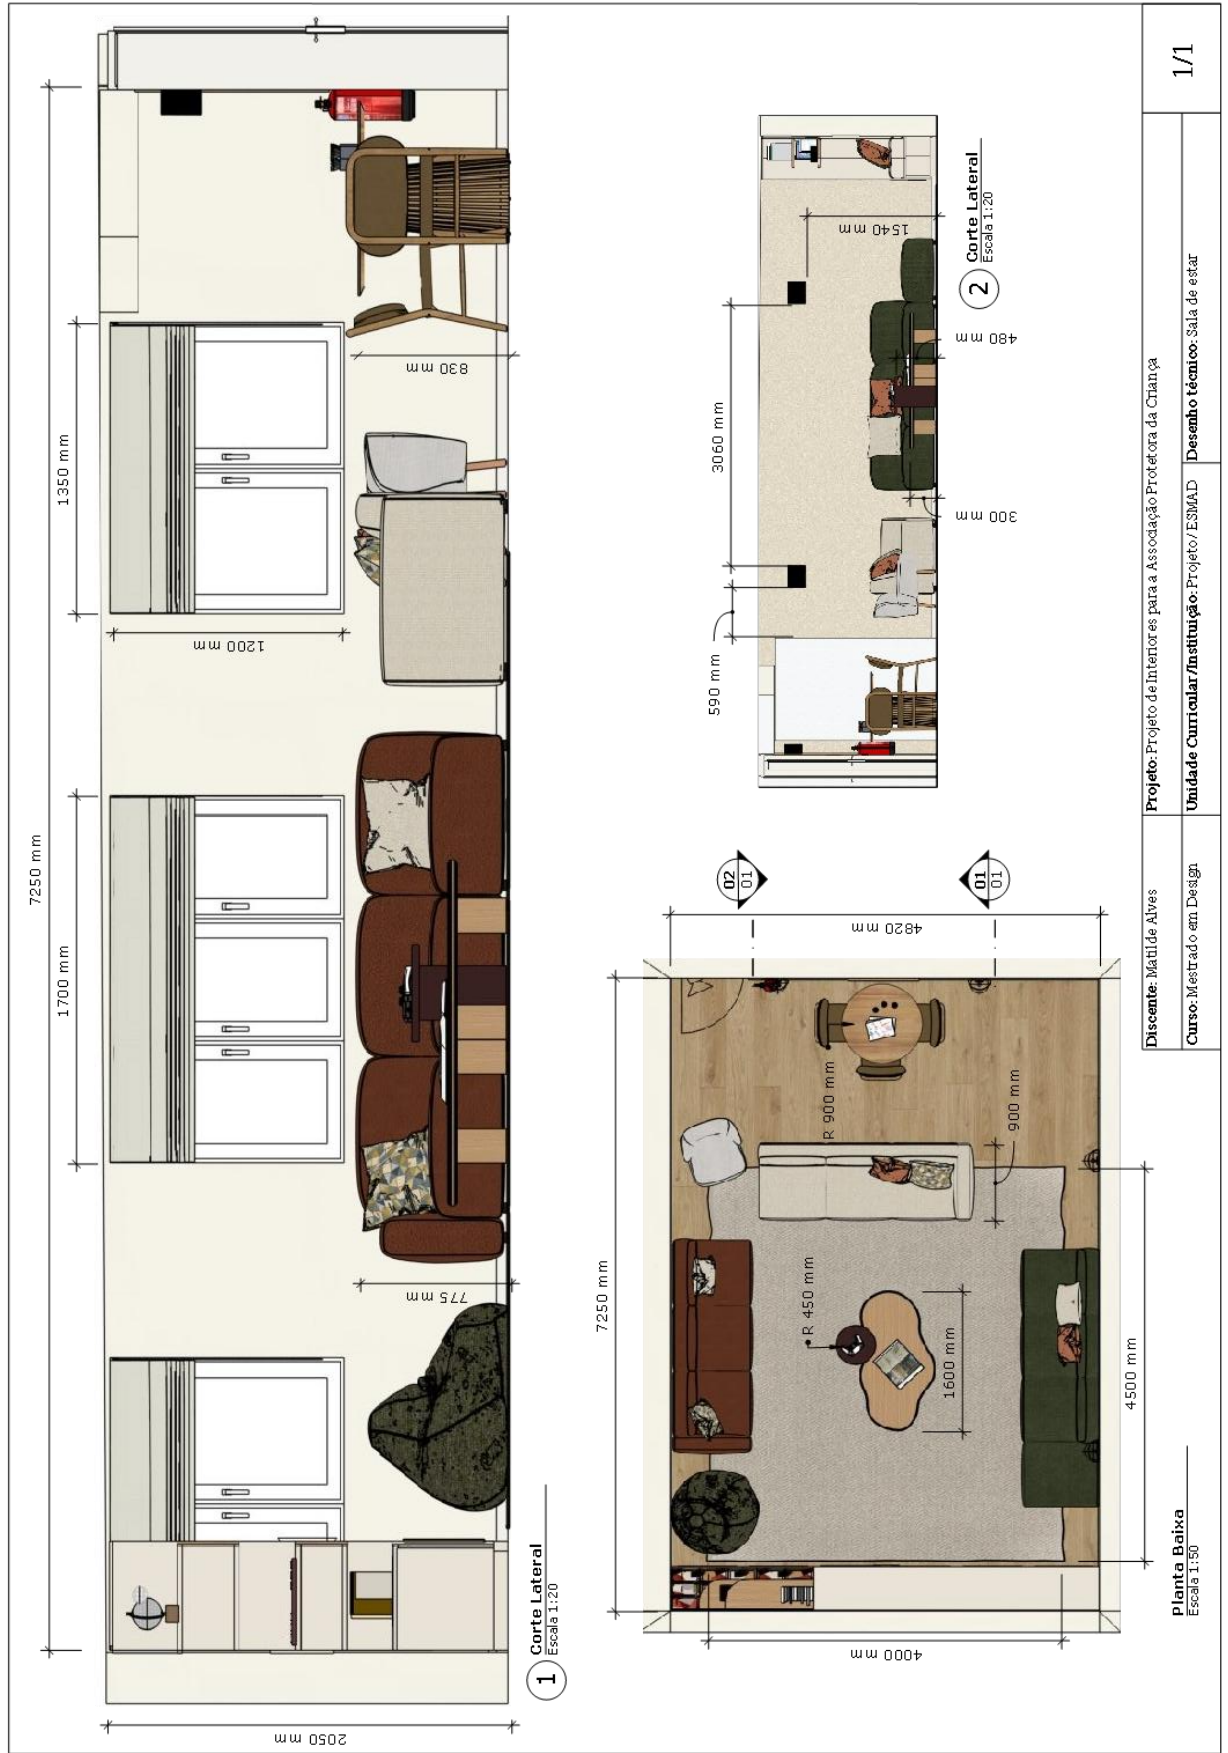 7250 mm
1700 mm
1350 mm
1200 mm
775 mm
830 mm
2050 mm
1
Corte Lateral
Escala 1:20
590 mm
3060 mm
1540 mm
300 mm
480 mm
2
Corte Lateral
Escala 1:20
7250 mm
4820 mm
02
01
01
01
R 450 mm
R 900 mm
900 mm
1600 mm
4500 mm
4000 mm
Planta Baixa
Escala 1:50
Discente: Matilde Alves
Projeto: Projeto de Interiores para a Associação Protetora da Criança
1/1
Curso: Mestrado em Design
Unidade Curricular/Instituição: Projeto / ESMAD
Desenho técnico: Sala de estar